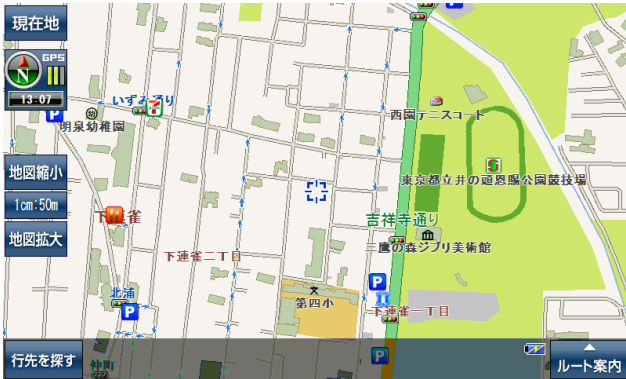 現在地
GPS
N
13:07
いずみ通り
明泉幼稚園
西園テニスコート
地図縮小
東京都立井の頭恩賜公園競技場
1cm:50m
下連雀
吉祥寺通り
地図拡大
三鷹の森ジブリ美術館
下連雀二丁目
P
北浦
P
第四小
下連雀一丁目
行先を探す
仲町
P
ルート案内